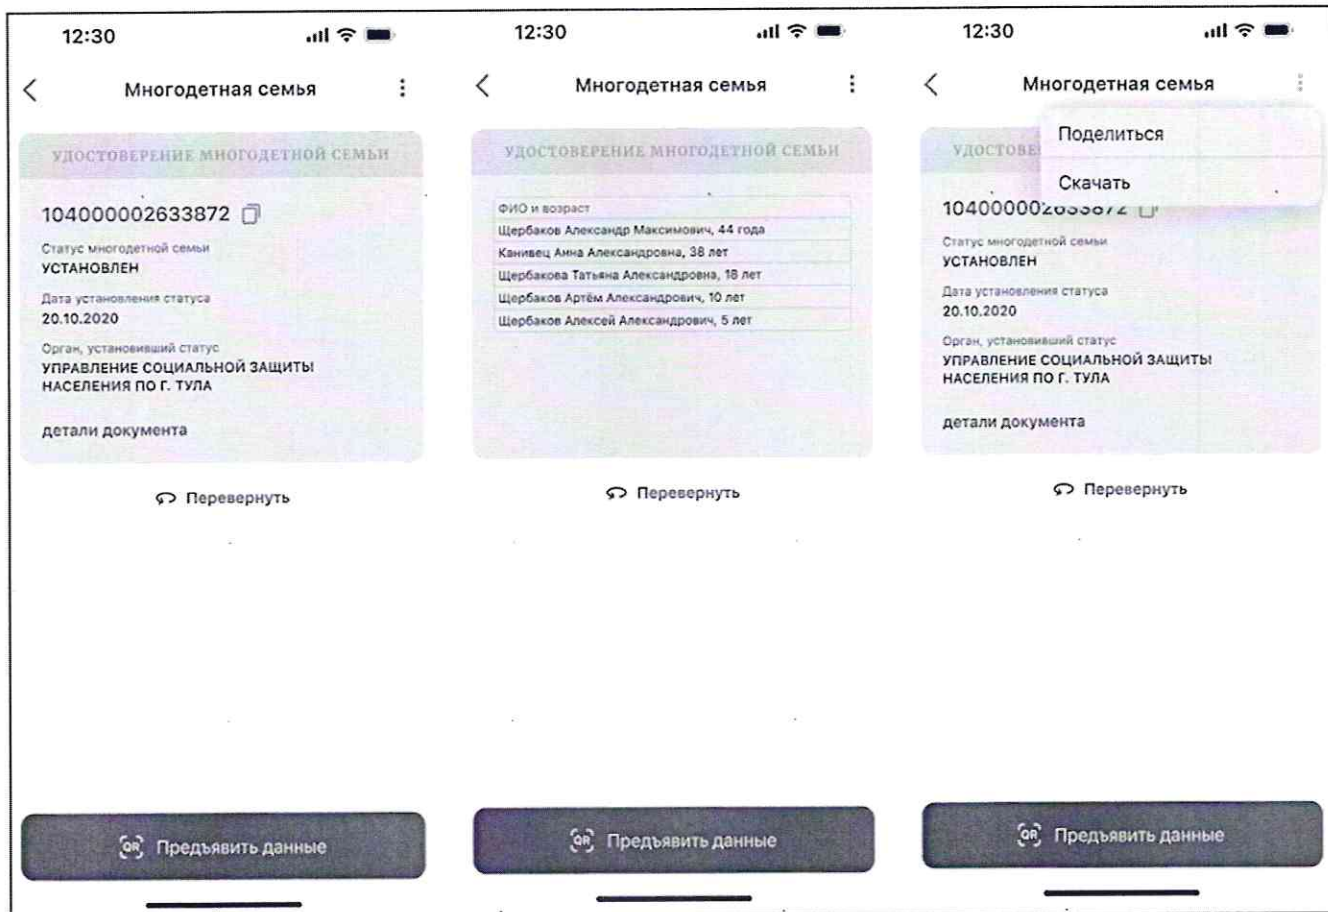 12:30
Многодетная семья
УДОСТОВЕРЕНИЕ МНОГОДЕТНОЙ СЕМЬИ
104000002633872
Статус многодетной семьи
УСТАНОВЛЕН
Дата установления статуса
20.10.2020
Орган, установивший статус
УПРАВЛЕНИЕ СОЦИАЛЬНОЙ ЗАЩИТЫ
НАСЕЛЕНИЯ ПО Г. ТУЛА
детали документа
Перевернуть
QR Предъявить данные
12:30
Многодетная семья
УДОСТОВЕРЕНИЕ МНОГОДЕТНОЙ СЕМЬИ
ФИО и возраст
Щербаков Александр Максимович, 44 года
Канивец Анна Александровна, 38 лет
Щербакова Татьяна Александровна, 18 лет
Щербаков Артём Александрович, 10 лет
Щербаков Алексей Александрович, 5 лет
Перевернуть
QR Предъявить данные
12:30
Многодетная семья
Поделиться
УДОСТОВЕ
Скачать
104000002633872
Статус многодетной семьи
УСТАНОВЛЕН
Дата установления статуса
20.10.2020
Орган, установивший статус
УПРАВЛЕНИЕ СОЦИАЛЬНОЙ ЗАЩИТЫ
НАСЕЛЕНИЯ ПО Г. ТУЛА
детали документа
Перевернуть
QR Предъявить данные